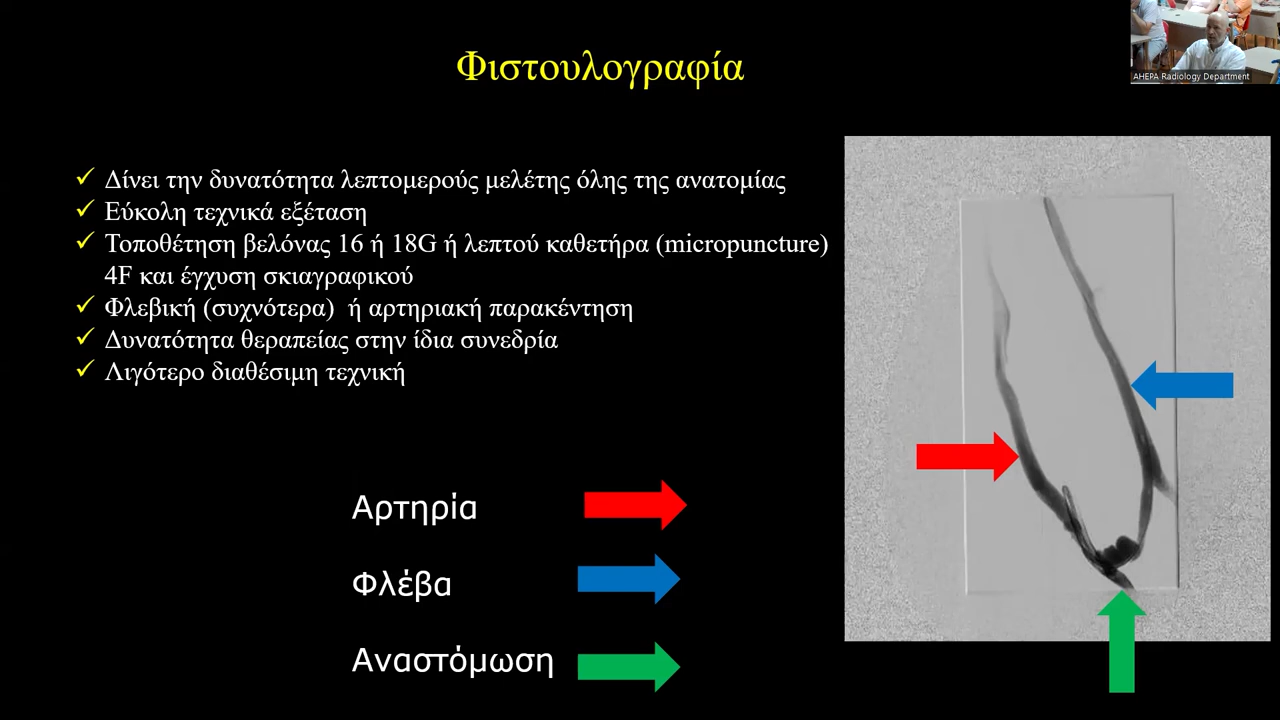 Φιστουλογραφία
AHEPA Radiology Department
✓ Δίνει την δυνατότητα λεπτομερούς μελέτης όλης της ανατομίας
✓ Εύκολη τεχνικά εξέταση
✓ Τοποθέτηση βελόνας 16 ή 18G ή λεπτού καθετήρα (micropuncture)
4F και έγχυση σκιαγραφικού
✓ Φλεβική (συχνότερα) ή αρτηριακή παρακέντηση
✓ Δυνατότητα θεραπείας στην ίδια συνεδρία
✓ Λιγότερο διαθέσιμη τεχνική
Αρτηρία
Φλέβα
Αναστόμωση